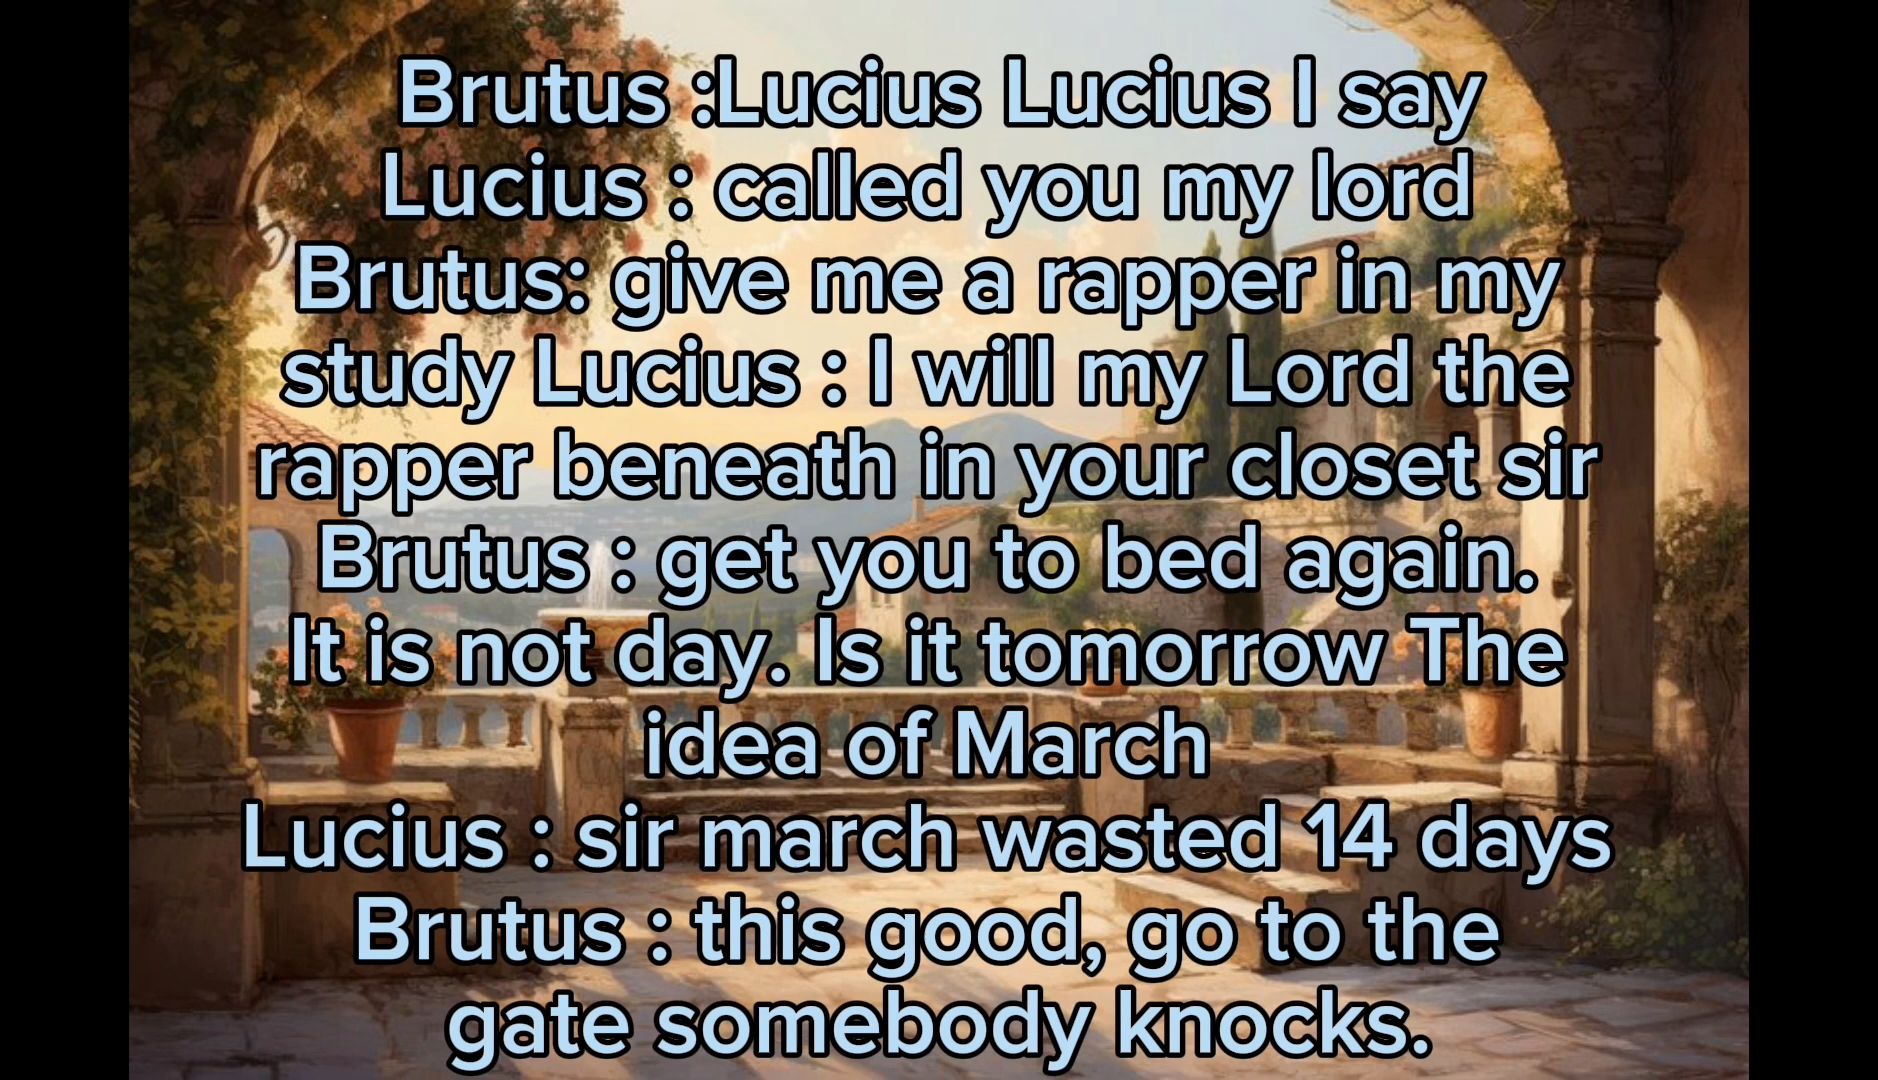 Brutus :Lucius Lucius I say
Lucius : called you my lord
Brutus: give me a rapper in my
study Lucius : I will my Lord the
rapper beneath in your closet sir
Brutus : get you to bed again.
It is not day. Is it tomorrow The
idea of March
Lucius : sir march wasted 14 days
Brutus : this good, go to the
gate somebody knocks.